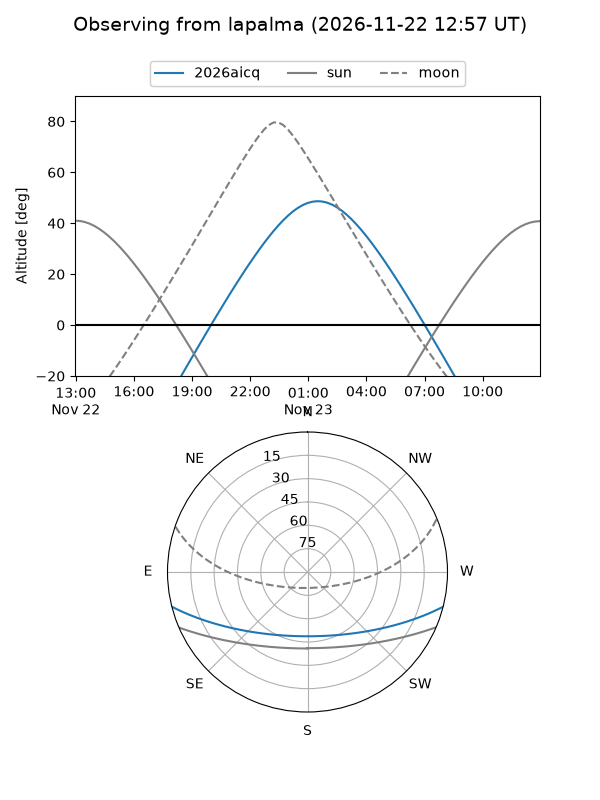 Observing from lapalma (2026-11-22 12:57 UT)
2026aicq sun moon
Altitude [deg]
80
60
40
20
0
−20
13:00 16:00 19:00 22:00 01:00 04:00 07:00 10:00
Nov 22 Nov 23
N
NE NW
15
30
45
60
75
E W
SE SW
S